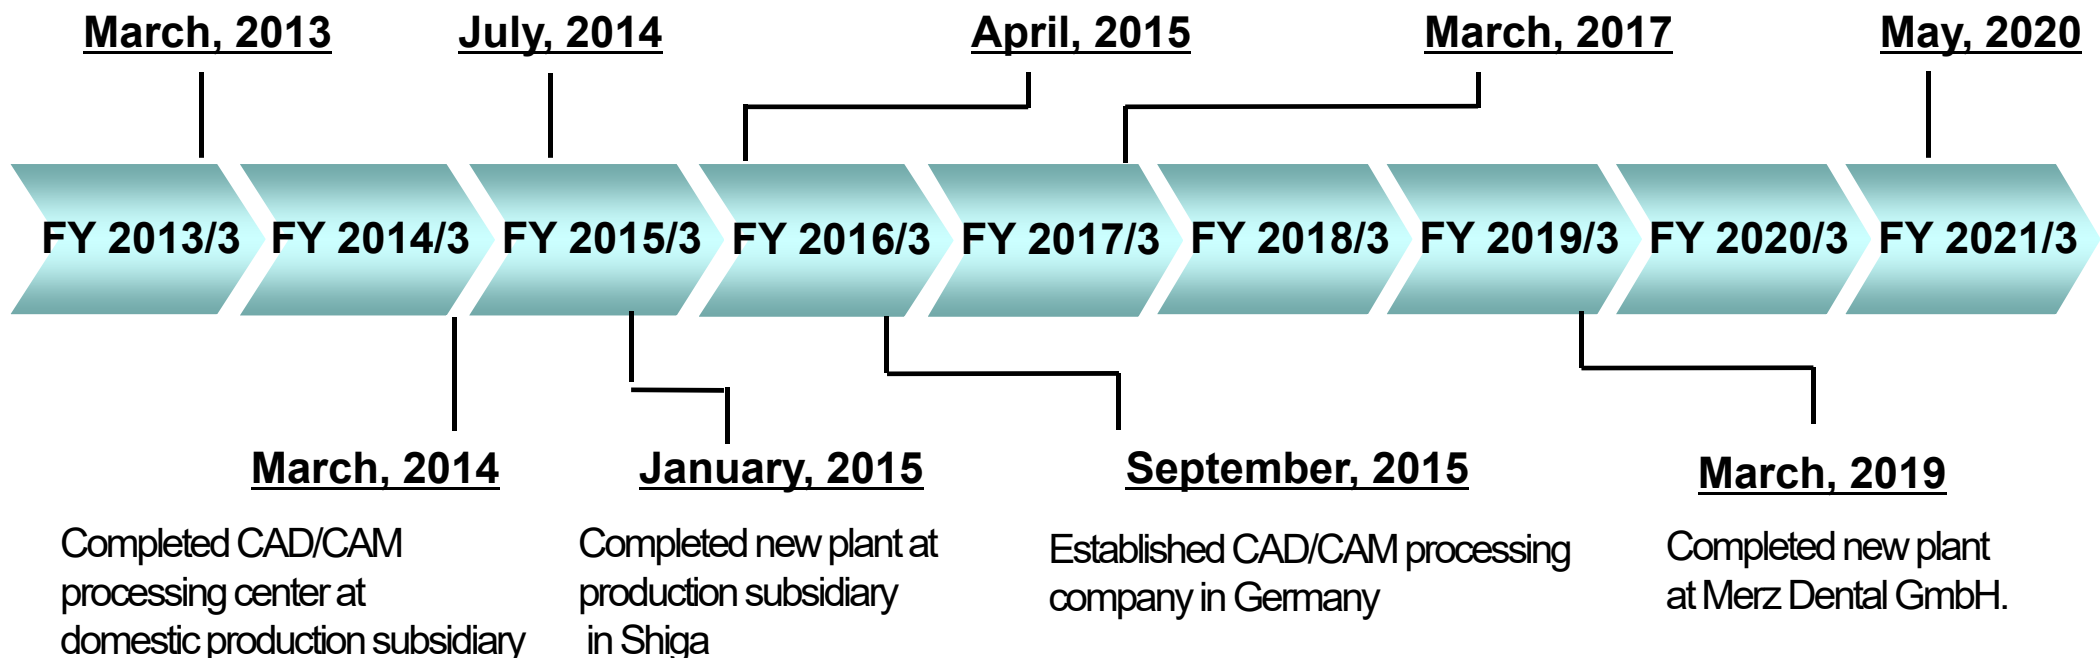 March, 2013
July, 2014
April, 2015
March, 2017
May, 2020
FY 2013/3
FY 2014/3
FY 2015/3
FY 2016/3
FY 2017/3
FY 2018/3
FY 2019/3
FY 2020/3
FY 2021/3
March, 2014
Completed CAD/CAM
processing center at
domestic production subsidiary
January, 2015
Completed new plant at
production subsidiary
in Shiga
September, 2015
Established CAD/CAM processing
company in Germany
March, 2019
Completed new plant
at Merz Dental GmbH.